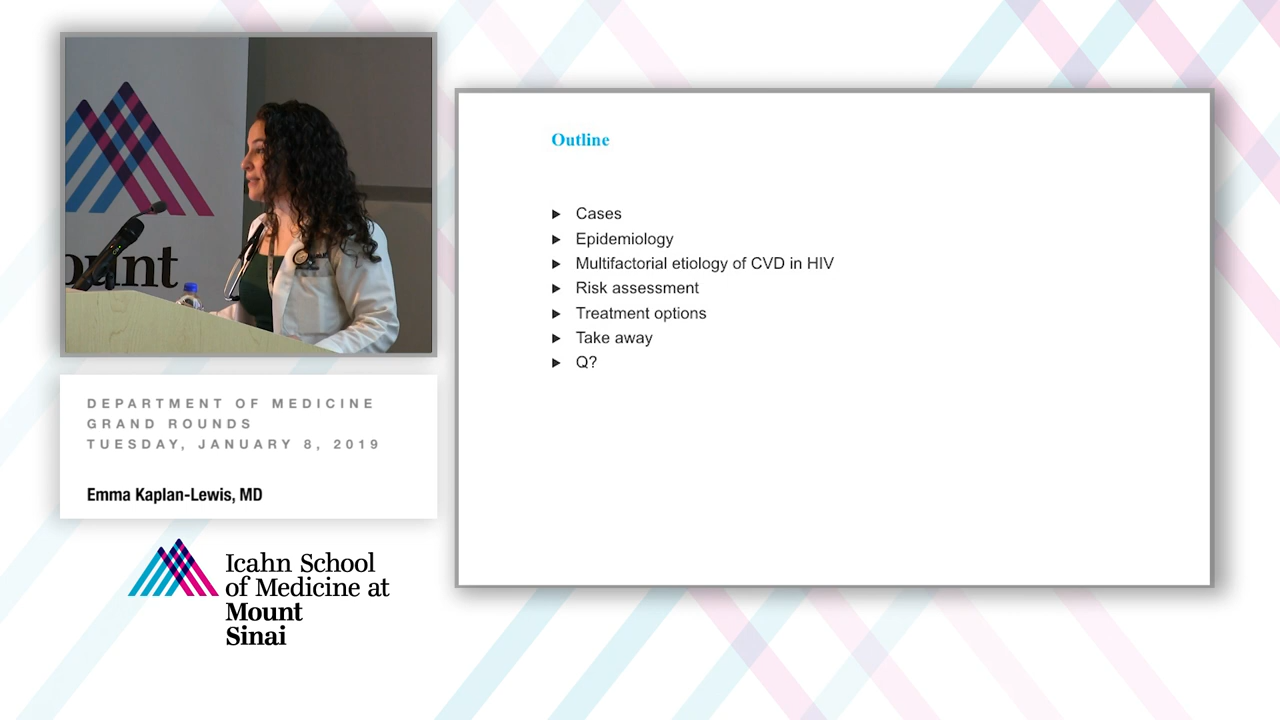 ount
DEPARTMENT OF MEDICINE
GRAND ROUNDS
TUESDAY, JANUARY 8, 2019
Emma Kaplan-Lewis, MD
Icahn School
of Medicine at
Mount
Sinai
Outline
Cases
Epidemiology
Multifactorial etiology of CVD in HIV
Risk assessment
Treatment options
Take away
Q?